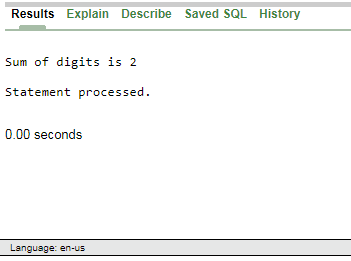 Results Explain Describe Saved SQL History
Sum of digits is 2
Statement processed.
0.00 seconds
Language: en-us